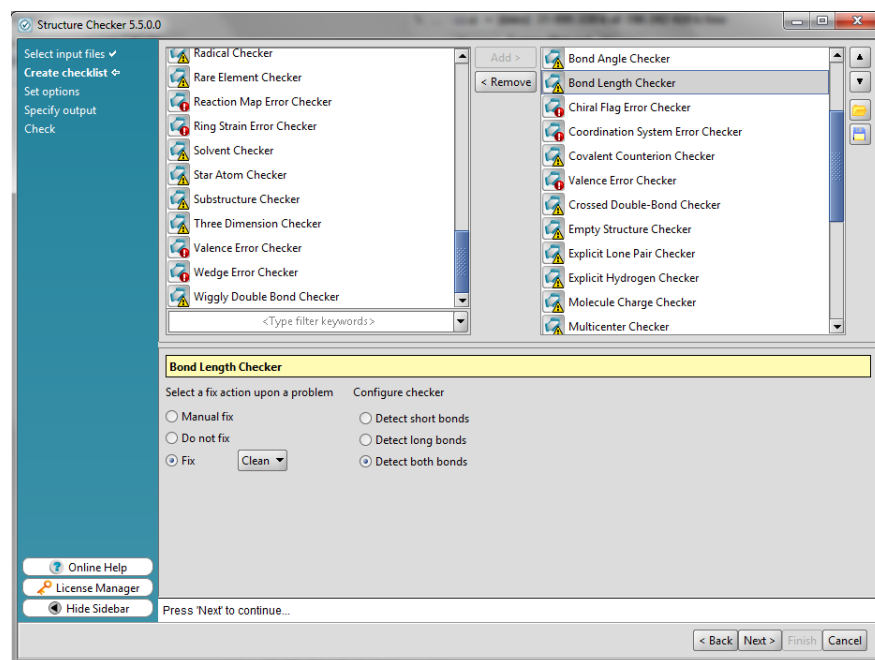 Structure Checker 5.5.0.0
Select input files
Create checklist
Set options
Specify output
Check
Radical Checker
Rare Element Checker
Reaction Map Error Checker
Ring Strain Error Checker
Solvent Checker
Star Atom Checker
Substructure Checker
Three Dimension Checker
Valence Error Checker
Wedge Error Checker
Wiggly Double Bond Checker
<Type filter keywords>
Add >
< Remove
Bond Angle Checker
Bond Length Checker
Chiral Flag Error Checker
Coordination System Error Checker
Covalent Counterion Checker
Valence Error Checker
Crossed Double-Bond Checker
Empty Structure Checker
Explicit Lone Pair Checker
Explicit Hydrogen Checker
Molecule Charge Checker
Multicenter Checker
Bond Length Checker
Select a fix action upon a problem
Manual fix
Do not fix
Fix Clean
Configure checker
Detect short bonds
Detect long bonds
Detect both bonds
Online Help
License Manager
Hide Sidebar
Press 'Next' to continue...
< Back Next > Finish Cancel